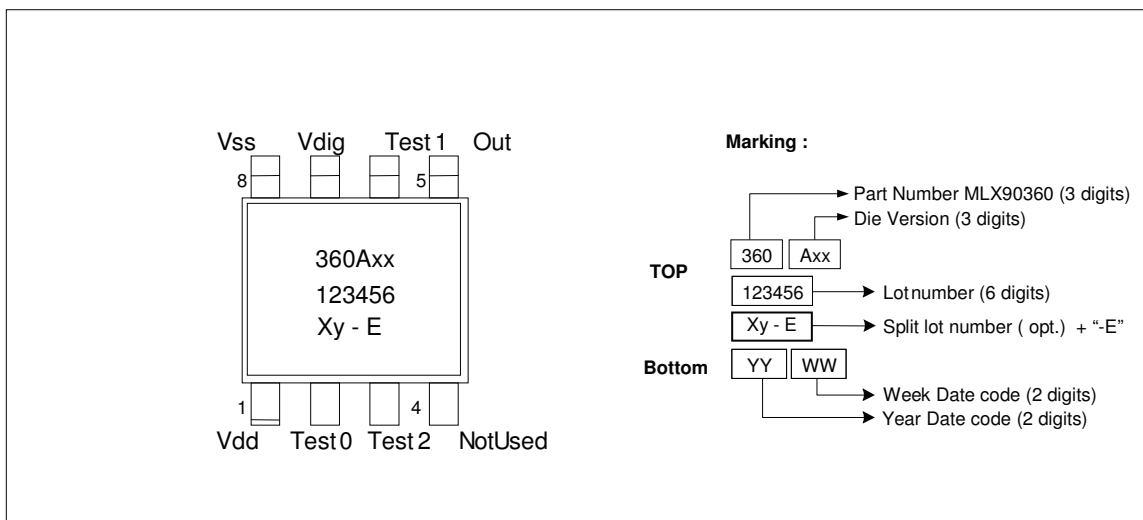 Vss Vdig Test 1 Out
8 5
360Axx
123456
Xy - E
1 4
Vdd Test 0 Test 2 NotUsed
Marking :
Part Number MLX90360 (3 digits)
Die Version (3 digits)
TOP
360 Axx
123456 Lot number (6 digits)
Xy - E Split lot number ( opt.) + “-E”
Bottom YY WW
Week Date code (2 digits)
Year Date code (2 digits)